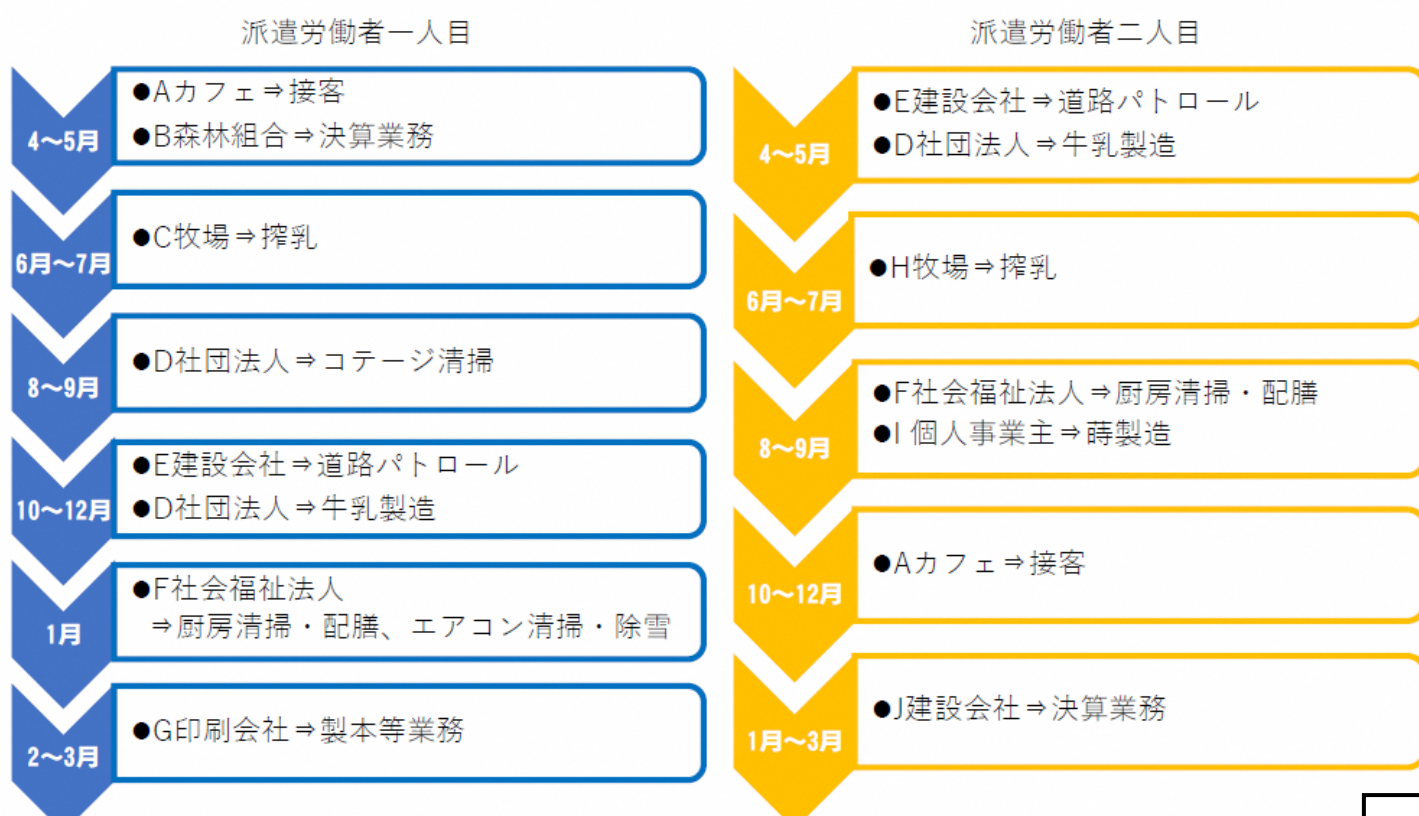 派遣労働者一人目
4～5月
●Aカフェ⇒接客
●B森林組合⇒決算業務
6月～7月
●C牧場⇒搾乳
8～9月
●D社団法人⇒コテージ清掃
10～12月
●E建設会社⇒道路パトロール
●D社団法人⇒牛乳製造
1月
●F社会福祉法人
⇒厨房清掃・配膳、エアコン清掃・除雪
2～3月
●G印刷会社⇒製本等業務
派遣労働者二人目
4～5月
●E建設会社⇒道路パトロール
●D社団法人⇒牛乳製造
6月～7月
●H牧場⇒搾乳
8～9月
●F社会福祉法人⇒厨房清掃・配膳
●I 個人事業主⇒蒔製造
10～12月
●Aカフェ⇒接客
1月～3月
●J建設会社⇒決算業務